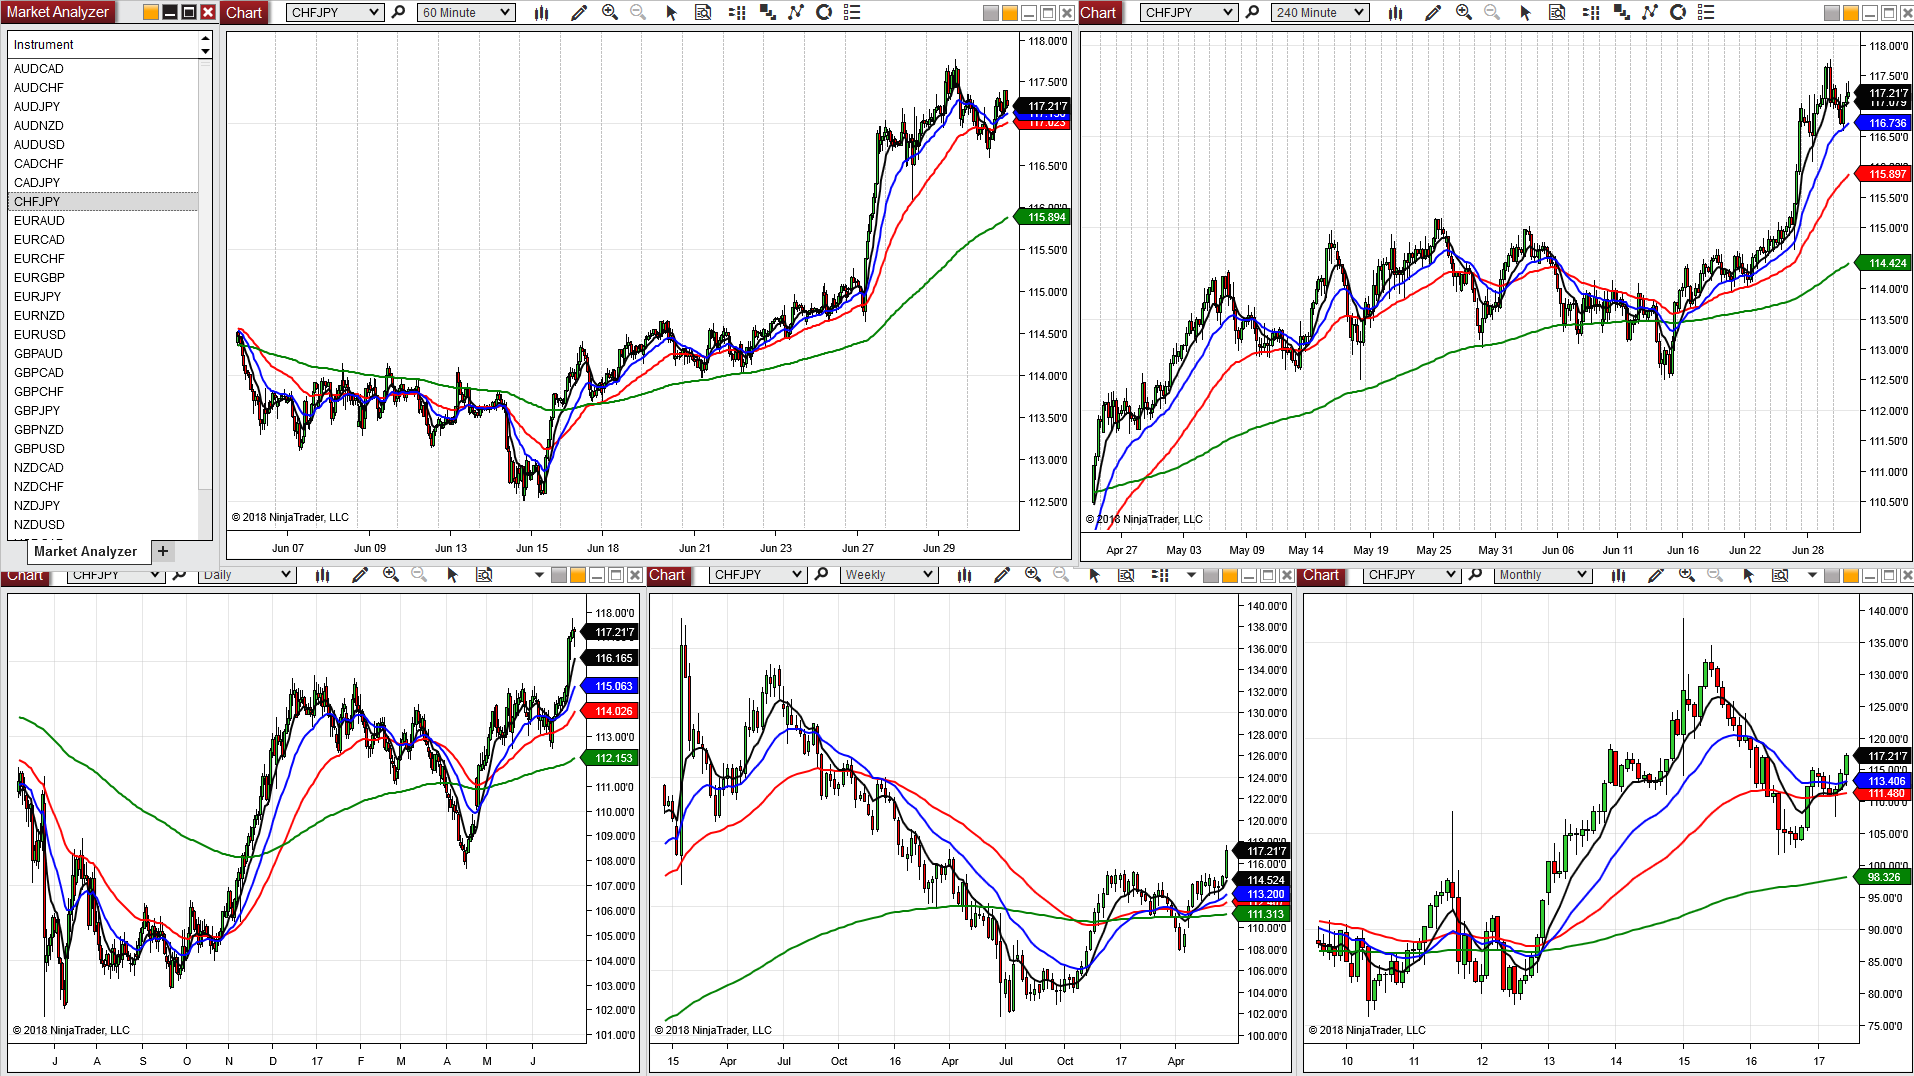 Market Analyzer
Instrument
AUDCAD
AUDCHF
AUDJPY
AUDNZD
AUDUSD
CADCHF
CADJPY
CHFJPY
EURAUD
EURCAD
EURCHF
EURGBP
EURJPY
EURNZD
EURUSD
GBPAUD
GBPCAD
GBPCHF
GBPJPY
GBPNZD
GBPUSD
NZDCAD
NZDCHF
NZDJPY
NZDUSD
Market Analyzer +
Chart CHFJPY 60 Minute
118.00'0
117.50'0
117.21'7
117.023
116.50'0
115.894
115.50'0
115.00'0
114.50'0
114.00'0
113.50'0
113.00'0
112.50'0
© 2018 NinjaTrader, LLC
Jun 07 Jun 09 Jun 13 Jun 15 Jun 18 Jun 21 Jun 23 Jun 27 Jun 29
Chart CHFJPY 240 Minute
118.00'0
117.50'0
117.21'7
117.079
116.736
116.50'0
115.897
115.50'0
115.00'0
114.424
114.00'0
113.50'0
113.00'0
112.50'0
112.00'0
111.50'0
111.00'0
110.50'0
© 2018 NinjaTrader, LLC
Apr 27 May 03 May 09 May 14 May 19 May 25 May 31 Jun 06 Jun 11 Jun 16 Jun 22 Jun 28
Chart CHFJPY Daily
118.00'0
117.21'7
116.165
115.063
114.026
113.00'0
112.153
111.00'0
110.00'0
109.00'0
108.00'0
107.00'0
106.00'0
105.00'0
104.00'0
103.00'0
102.00'0
101.00'0
© 2018 NinjaTrader, LLC
J A S O N D 17 F M A M J
Chart CHFJPY Weekly
140.00'0
138.00'0
136.00'0
134.00'0
132.00'0
130.00'0
128.00'0
126.00'0
124.00'0
122.00'0
120.00'0
117.21'7
116.00'0
114.524
113.200
111.313
110.00'0
108.00'0
106.00'0
104.00'0
102.00'0
100.00'0
© 2018 NinjaTrader, LLC
15 Apr Jul Oct 16 Apr Jul Oct 17 Apr
Chart CHFJPY Monthly
140.00'0
135.00'0
130.00'0
125.00'0
120.00'0
117.21'7
115.00'0
113.406
111.480
110.00'0
105.00'0
100.00'0
98.326
95.00'0
90.00'0
85.00'0
80.00'0
75.00'0
© 2018 NinjaTrader, LLC
10 11 12 13 14 15 16 17